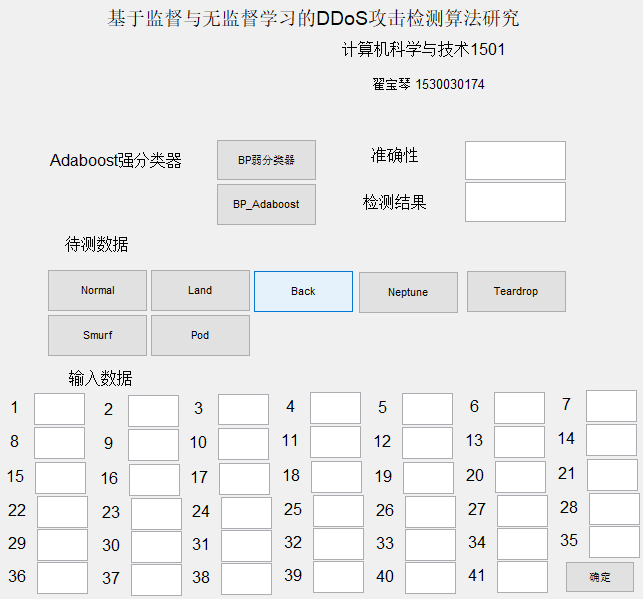 基于监督与无监督学习的DDoS攻击检测算法研究
计算机科学与技术1501
翟宝琴 1530030174
Adaboost强分类器 BP弱分类器 准确性
BP_Adaboost 检测结果
待测数据
Normal Land Back Neptune Teardrop
Smurf Pod
输入数据
1 2 3 4 5 6 7
8 9 10 11 12 13 14
15 16 17 18 19 20 21
22 23 24 25 26 27 28
29 30 31 32 33 34 35
36 37 38 39 40 41 确定